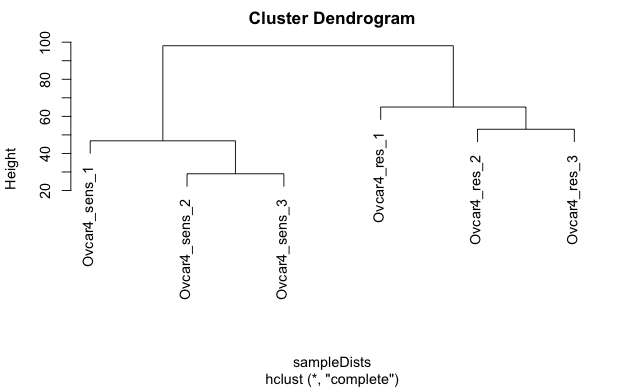 Cluster Dendrogram
Height
100
80
60
40
20
Ovcar4_sens_1
Ovcar4_sens_2
Ovcar4_sens_3
Ovcar4_res_1
Ovcar4_res_2
Ovcar4_res_3
sampleDists
hclust (*, "complete")